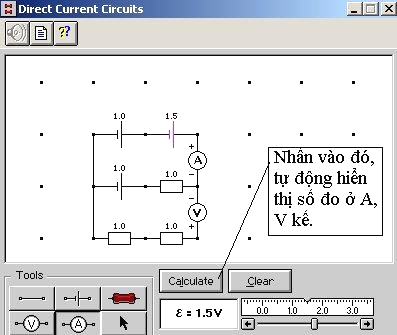 Direct Current Circuits
??
1.0 1.5
A
Nhấn vào đó,
tự động hiển
thị số đo ở A,
V kế.
1.0 1.0
V
1.0 1.0
Tools
Calculate Clear
ε = 1.5V
0.0 1.0 2.0 3.0
V A